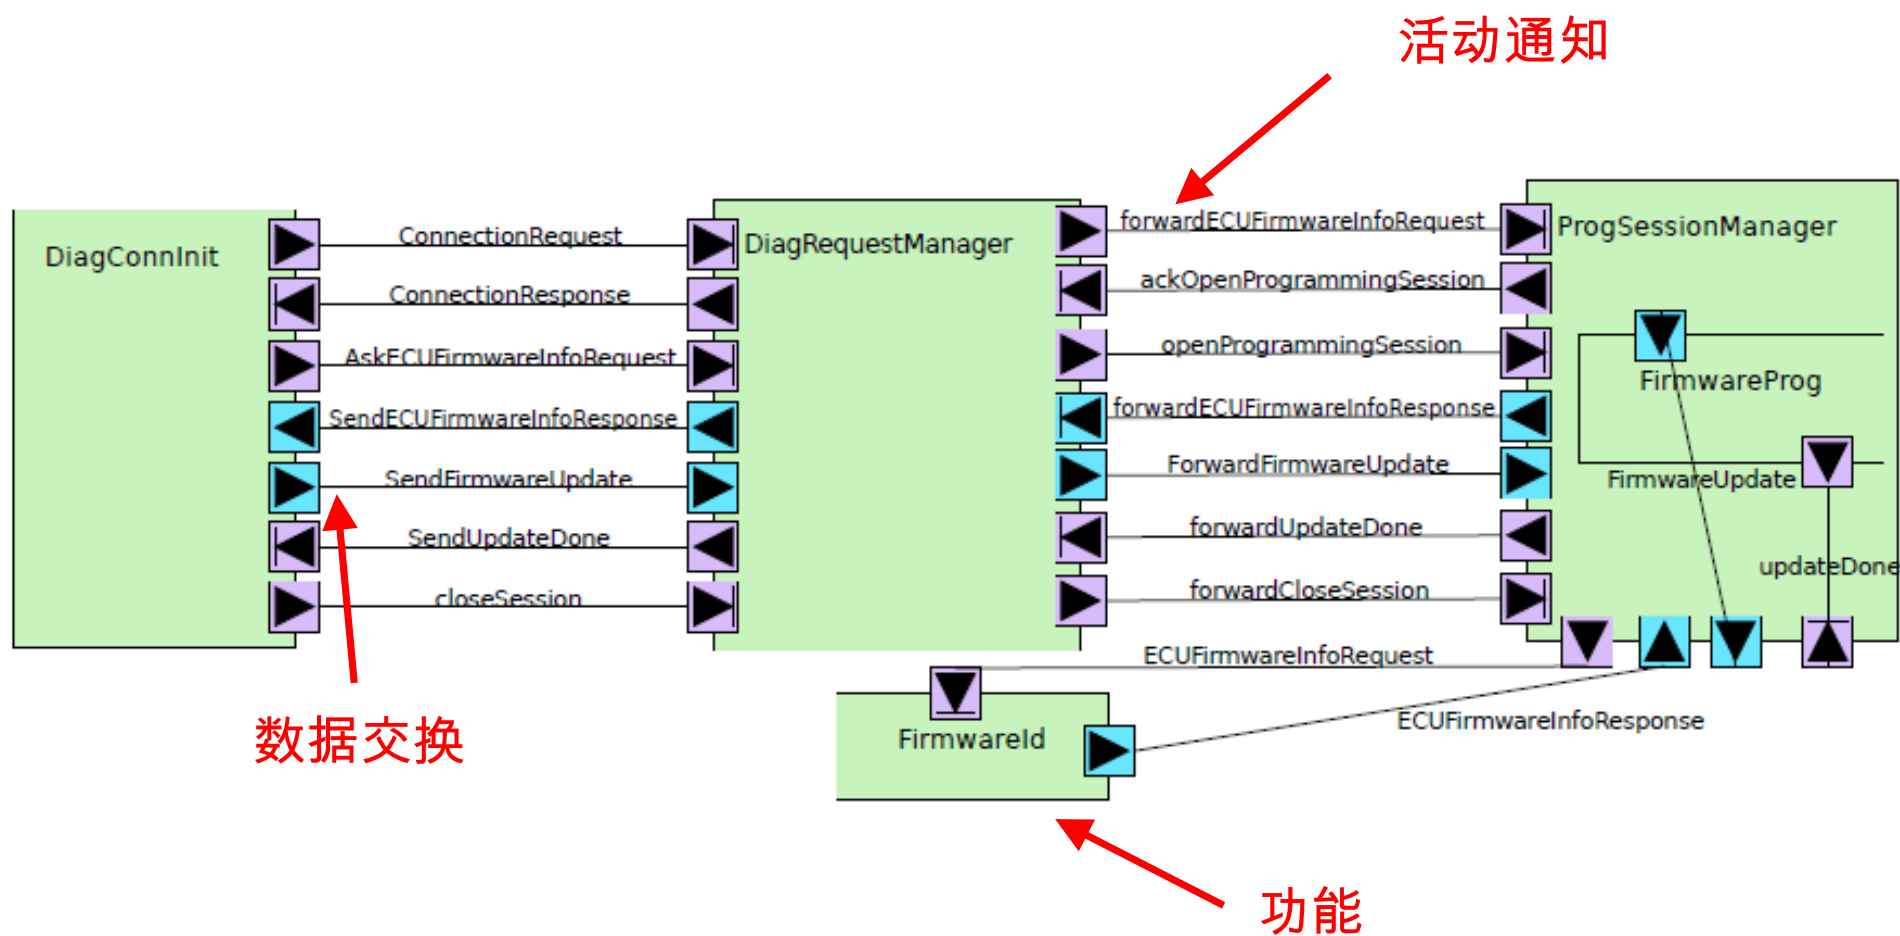 活动通知
DiagConnInit
ConnectionRequest
ConnectionResponse
AskECUFirmwareInfoRequest
SendECUFirmwareInfoResponse
SendFirmwareUpdate
SendUpdateDone
closeSession
DiagRequestManager
forwardECUFirmwareInfoRequest
ackOpenProgrammingSession
openProgrammingSession
forwardECUFirmwareInfoResponse
ForwardFirmwareUpdate
forwardUpdateDone
forwardCloseSession
ProgSessionManager
FirmwareProg
FirmwareUpdate
updateDone
ECUFirmwareInfoRequest
ECUFirmwareInfoResponse
FirmwareId
数据交换
功能